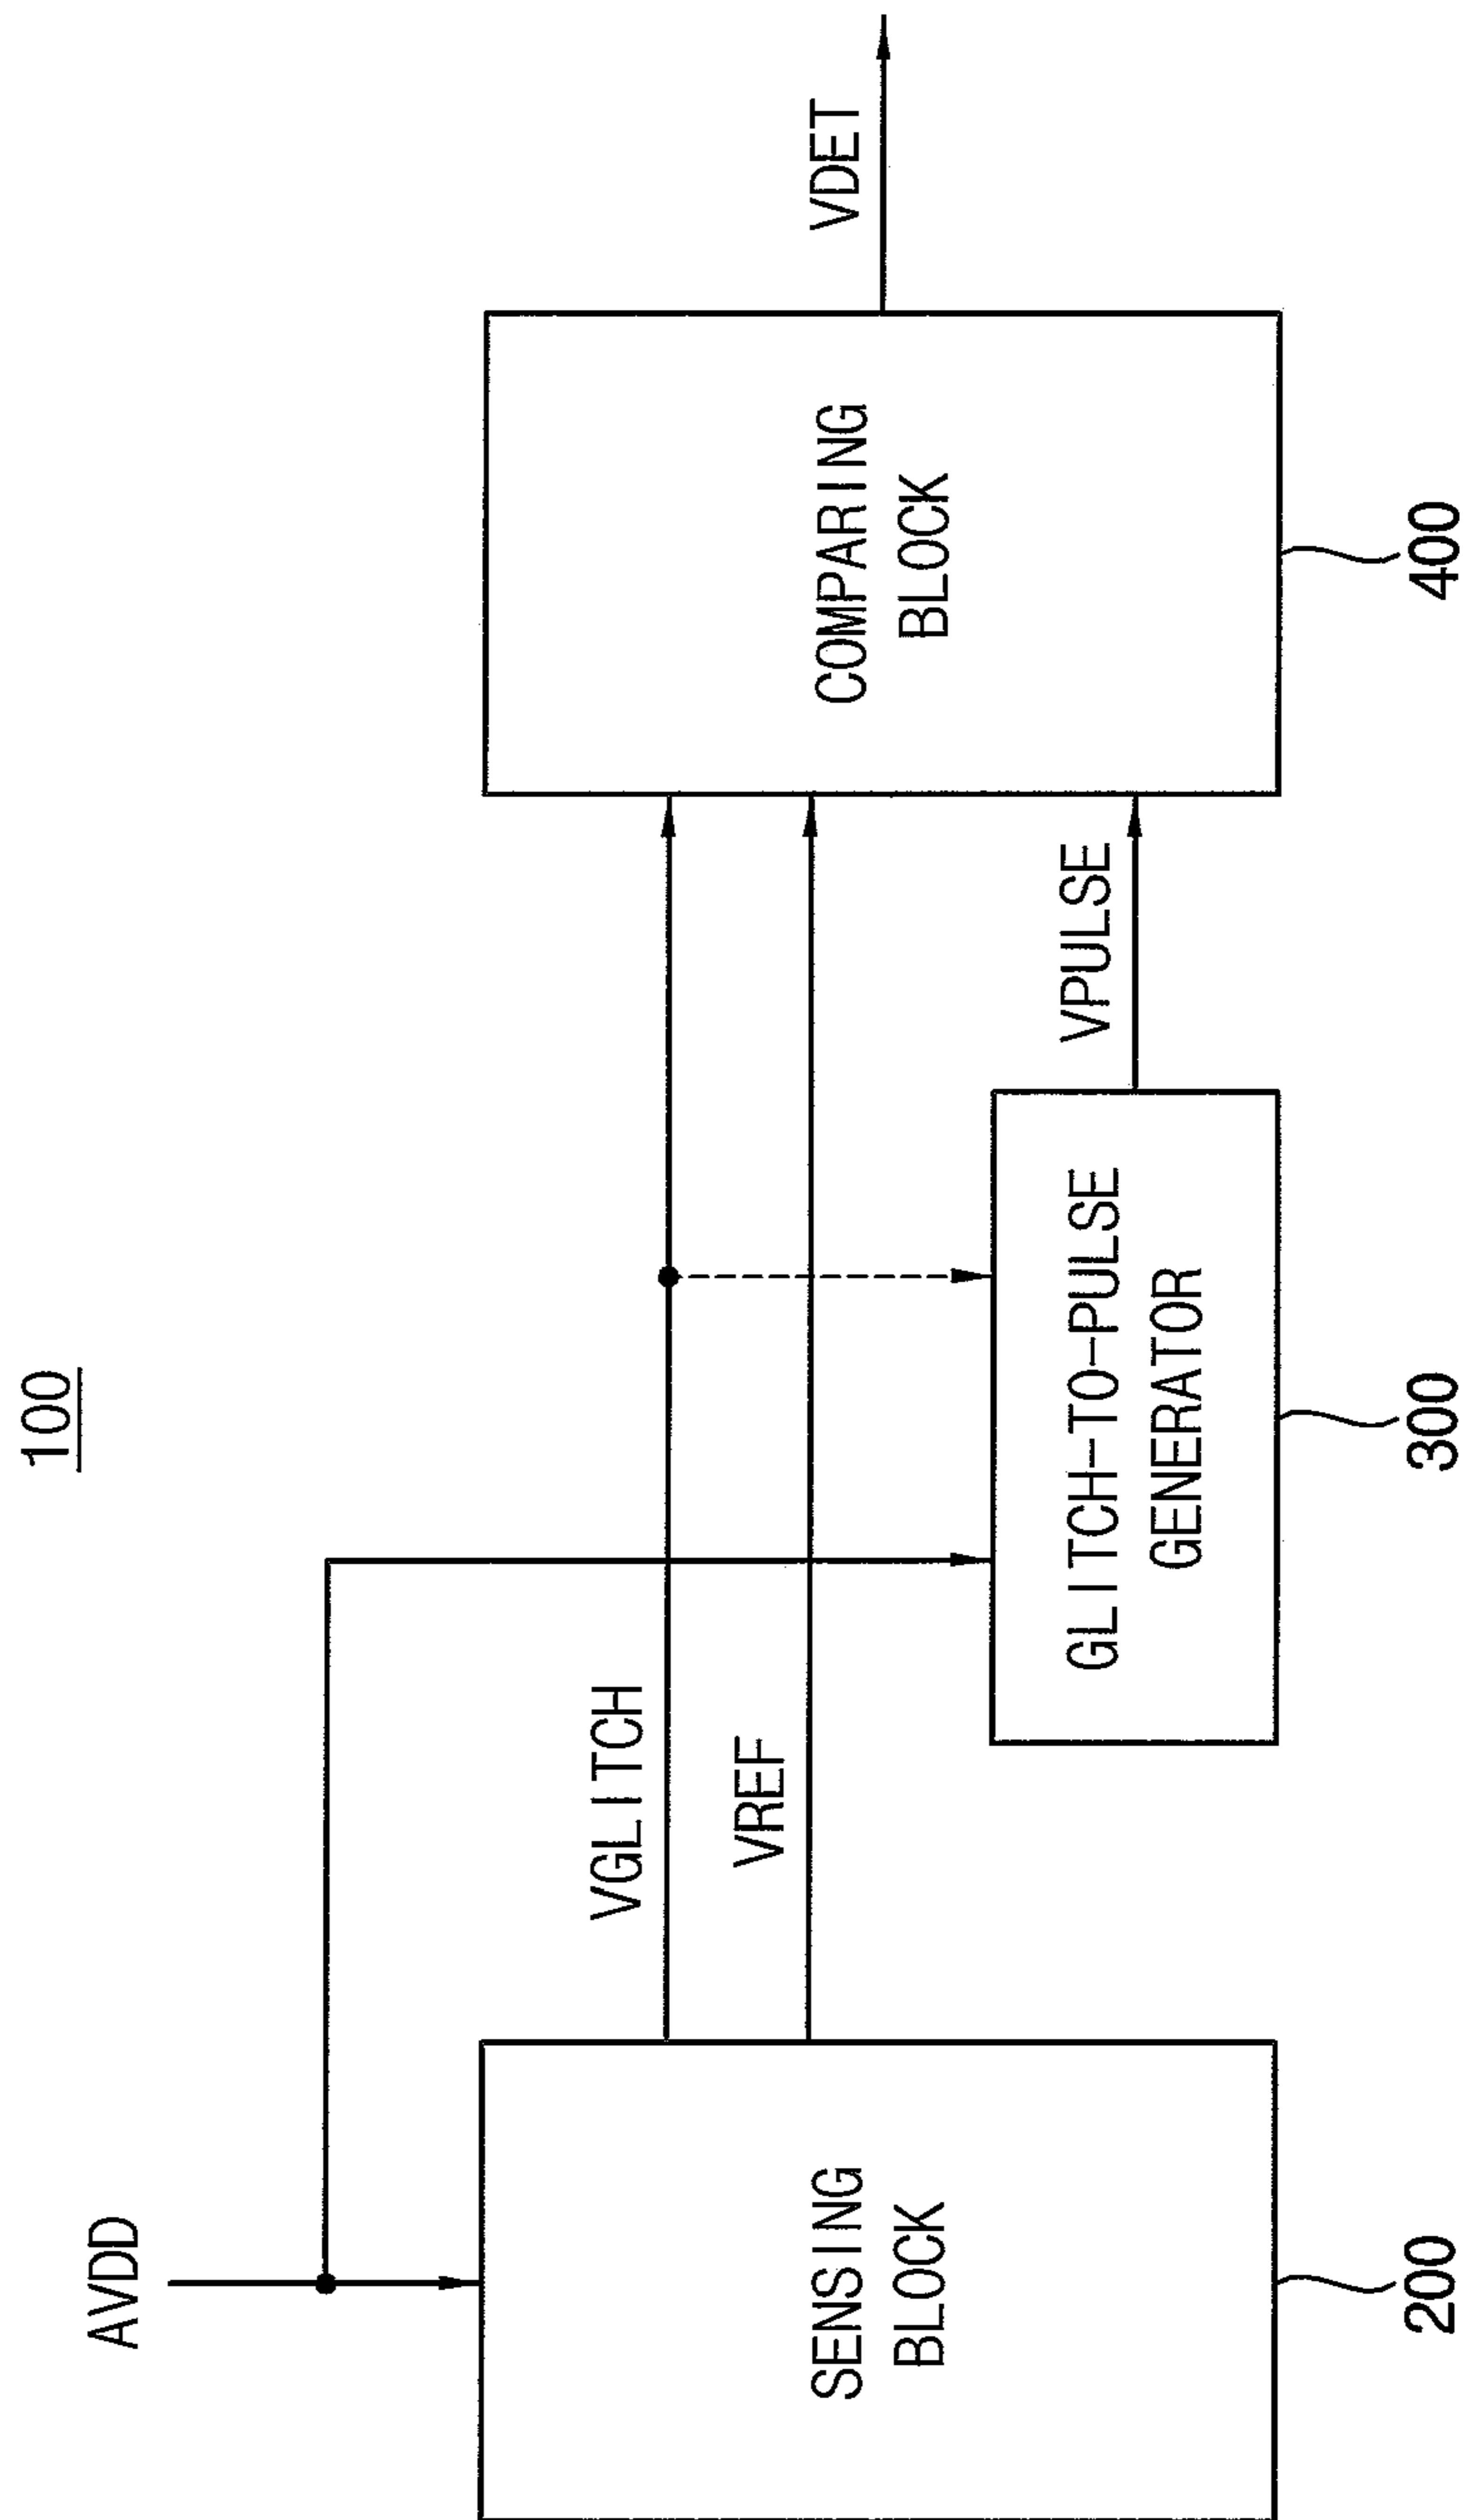 100
AVDD
VGLITCH
VREF
SENSING
BLOCK
200
GLITCH-TO-PULSE
GENERATOR
300
VPULSE
COMPARING
BLOCK
400
VDET